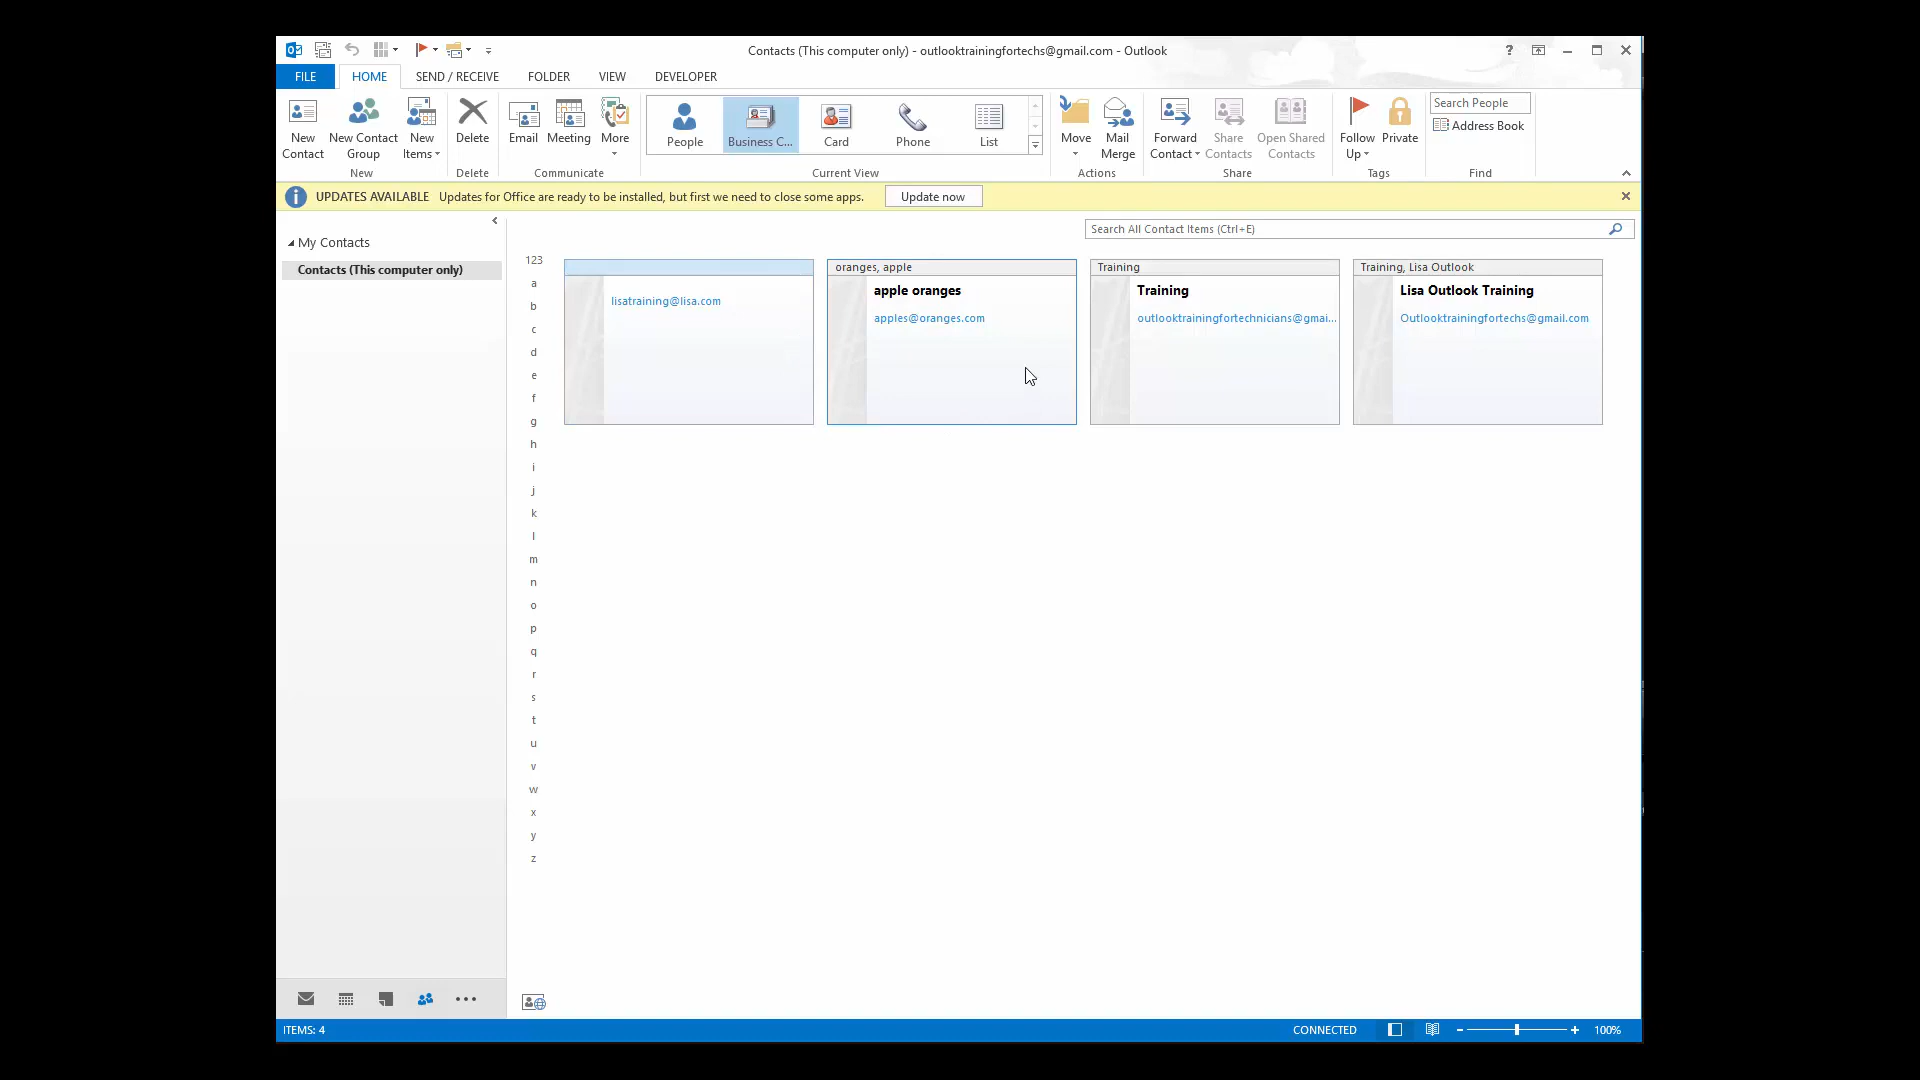 Contacts (This computer only) - outlooktrainingfortechs@gmail.com - Outlook
?
FILE HOME SEND / RECEIVE FOLDER VIEW DEVELOPER
New Contact
New Contact Group
New Items
Delete
Email
Meeting
More
People
Business C...
Card
Phone
List
Move
Mail Merge
Forward Contact
Share Contacts
Open Shared Contacts
Follow Up
Private
Search People
Address Book
New
Delete
Communicate
Current View
Actions
Share
Tags
Find
UPDATES AVAILABLE Updates for Office are ready to be installed, but first we need to close some apps. Update now
Search All Contact Items (Ctrl+E)
My Contacts
Contacts (This computer only)
123
a
b
c
d
e
f
g
h
i
j
k
l
m
n
o
p
q
r
s
t
u
v
w
x
y
z
lisatraining@lisa.com
oranges, apple
apple oranges
apples@oranges.com
Training
Training
outlooktrainingfortechnicians@gmai...
Training, Lisa Outlook
Lisa Outlook Training
Outlooktrainingfortechs@gmail.com
ITEMS: 4
CONNECTED
100%